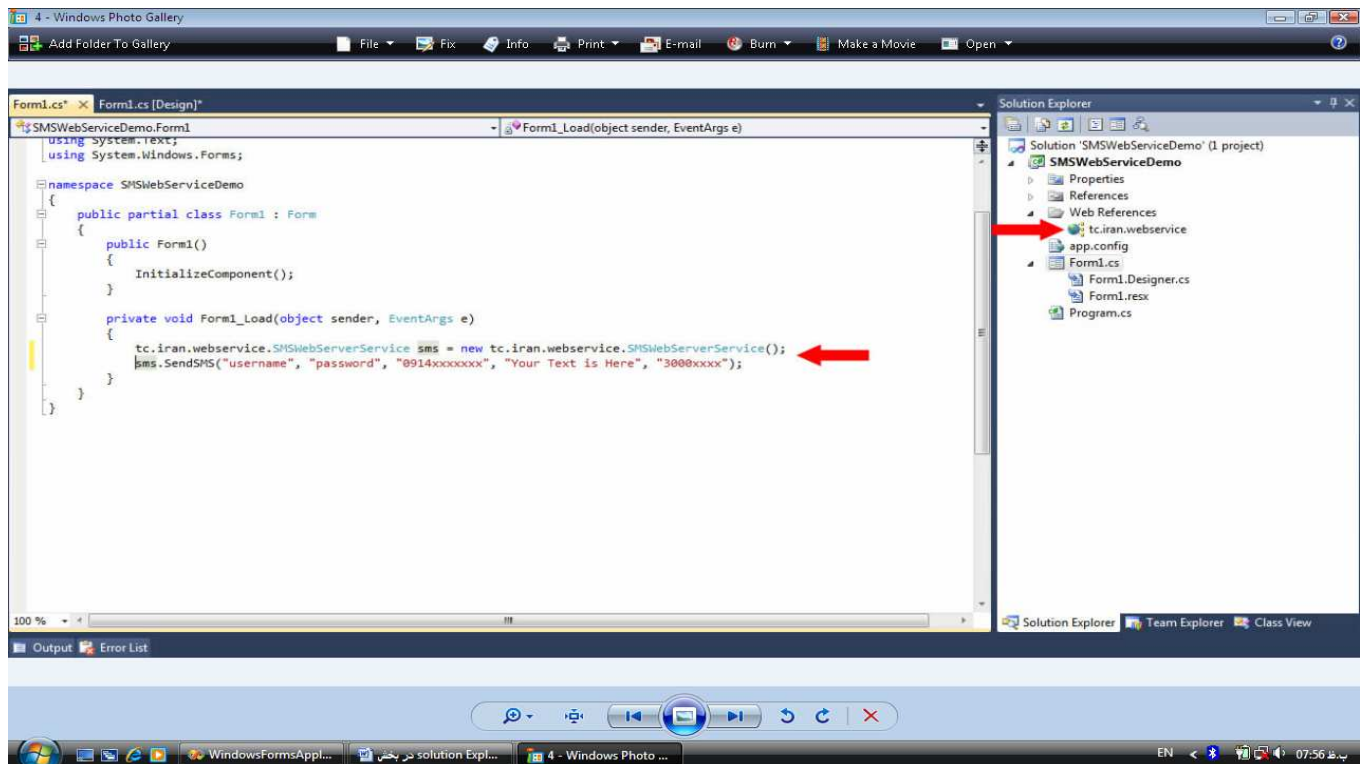 4 - Windows Photo Gallery
Add Folder To Gallery File Fix Info Print E-mail Burn Make a Movie Open
Form1.cs* Form1.cs [Design]* Solution Explorer
SMSWebServiceDemo.Form1 Form1_Load(object sender, EventArgs e)
using System.Text;
using System.Windows.Forms;
namespace SMSWebServiceDemo
{
public partial class Form1 : Form
{
public Form1()
{
InitializeComponent();
}
private void Form1_Load(object sender, EventArgs e)
{
tc.iran.webservice.SMSWebServerService sms = new tc.iran.webservice.SMSWebServerService();
sms.SendSMS("username", "password", "0914xxxxxxx", "Your Text is Here", "3000xxxx");
}
}
}
Solution 'SMSWebServiceDemo' (1 project)
SMSWebServiceDemo
Properties
References
Web References
tc.iran.webservice
app.config
Form1.cs
Form1.Designer.cs
Form1.resx
Program.cs
100 %
Solution Explorer Team Explorer Class View
Output Error List
WindowsFormsAppl... در بخش solution Expl... 4 - Windows Photo ... EN 07:56 ب.ظ